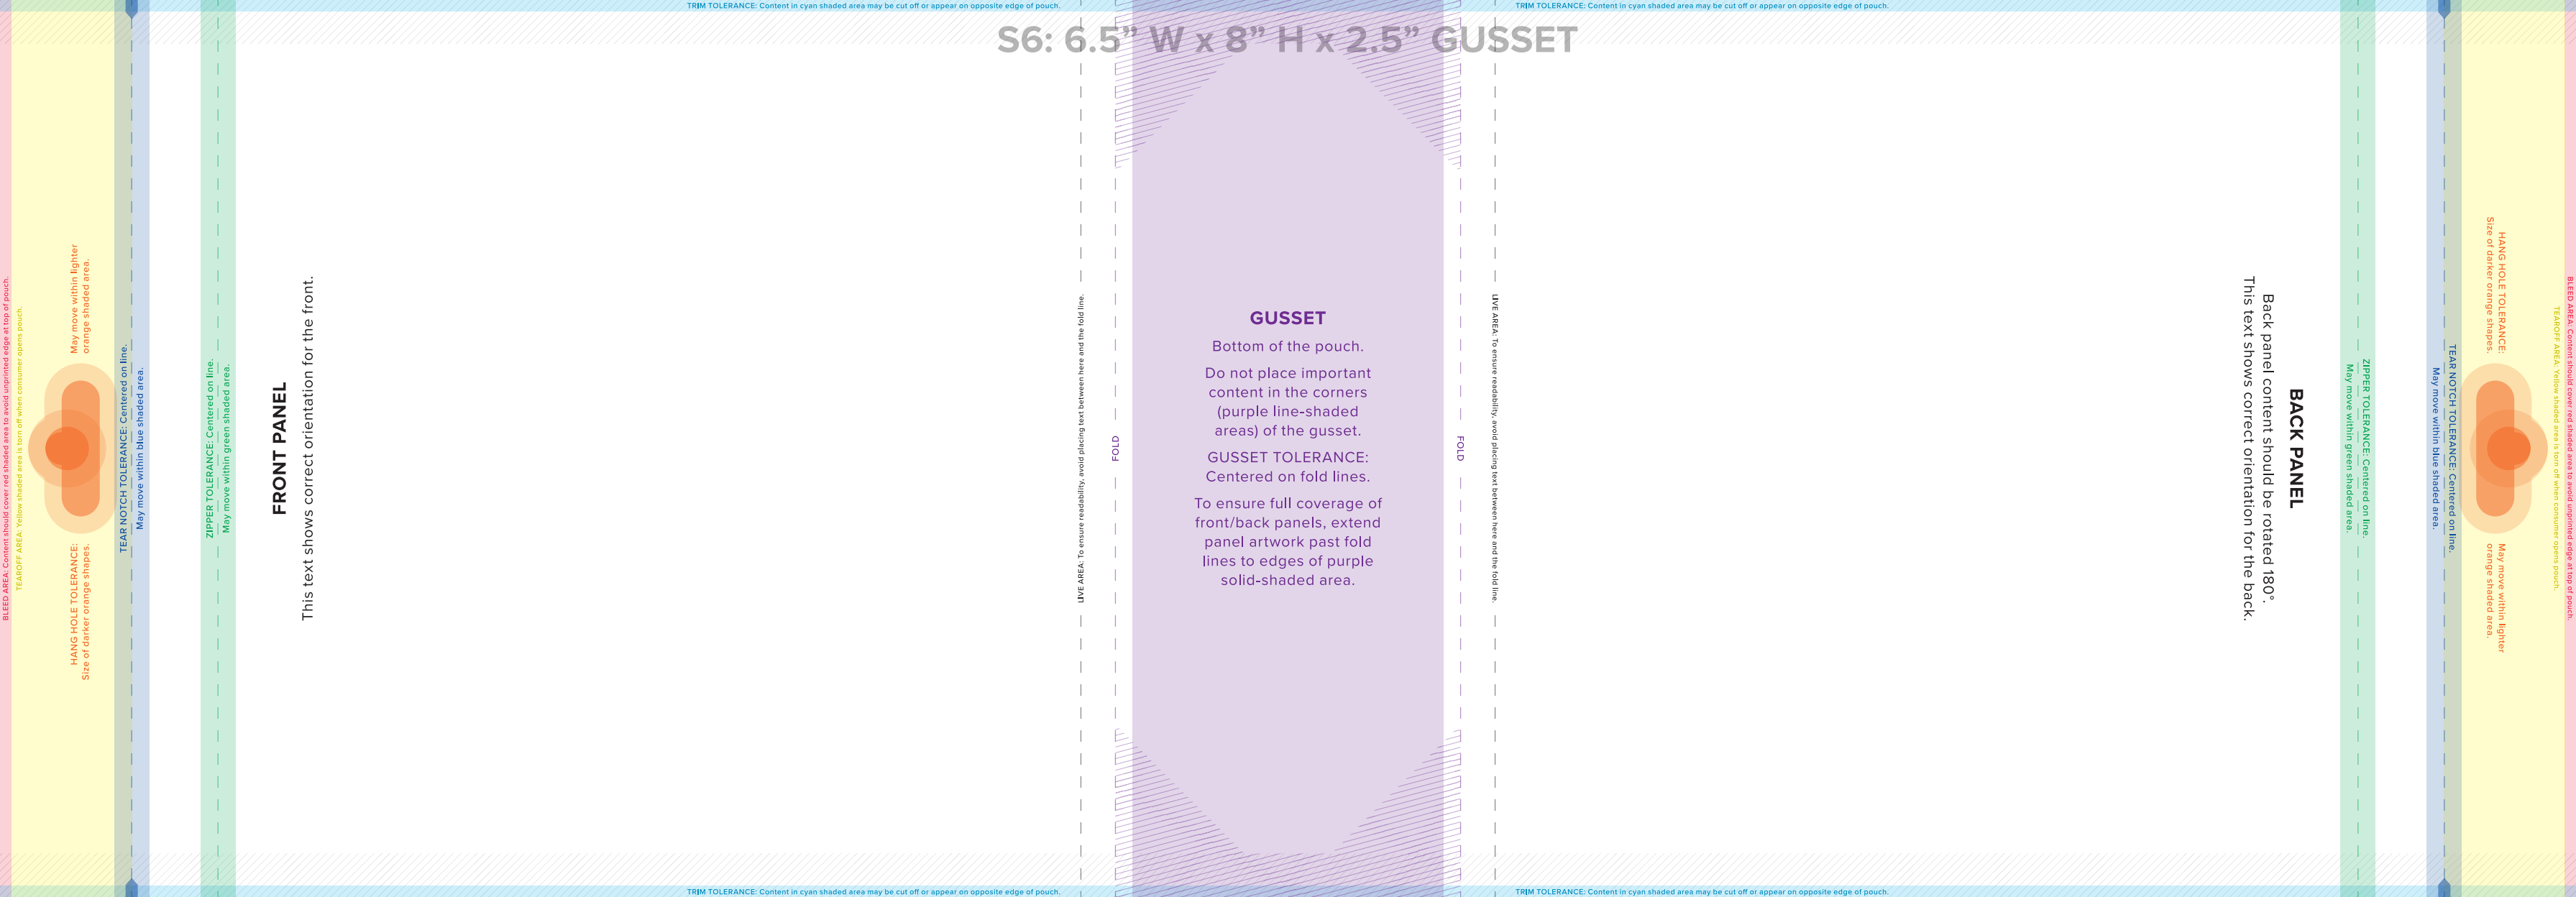 TRIM TOLERANCE: Content in cyan shaded area may be cut off or appear on opposite edge of pouch.
TRIM TOLERANCE: Content in cyan shaded area may be cut off or appear on opposite edge of pouch.
S6: 6.5” W x 8” H x 2.5” GUSSET
BLEED AREA: Content should cover red shaded area to avoid unprinted edge at top of pouch.
TEAROFF AREA: Yellow shaded area is torn off when consumer opens pouch.
HANG HOLE TOLERANCE:
Size of darker orange shapes.
May move within lighter
orange shaded area.
TEAR NOTCH TOLERANCE: Centered on line.
May move within blue shaded area.
ZIPPER TOLERANCE: Centered on line.
May move within green shaded area.
FRONT PANEL
This text shows correct orientation for the front.
LIVE AREA: To ensure readability, avoid placing text between here and the fold line.
FOLD
GUSSET
Bottom of the pouch.
Do not place important
content in the corners
(purple line-shaded
areas) of the gusset.
GUSSET TOLERANCE:
Centered on fold lines.
To ensure full coverage of
front/back panels, extend
panel artwork past fold
lines to edges of purple
solid-shaded area.
FOLD
LIVE AREA: To ensure readability, avoid placing text between here and the fold line.
BACK PANEL
Back panel content should be rotated 180°.
This text shows correct orientation for the back.
ZIPPER TOLERANCE: Centered on line.
May move within green shaded area.
TEAR NOTCH TOLERANCE: Centered on line.
May move within blue shaded area.
HANG HOLE TOLERANCE:
Size of darker orange shapes.
May move within lighter
orange shaded area.
TEAROFF AREA: Yellow shaded area is torn off when consumer opens pouch.
BLEED AREA: Content should cover red shaded area to avoid unprinted edge at top of pouch.
TRIM TOLERANCE: Content in cyan shaded area may be cut off or appear on opposite edge of pouch.
TRIM TOLERANCE: Content in cyan shaded area may be cut off or appear on opposite edge of pouch.